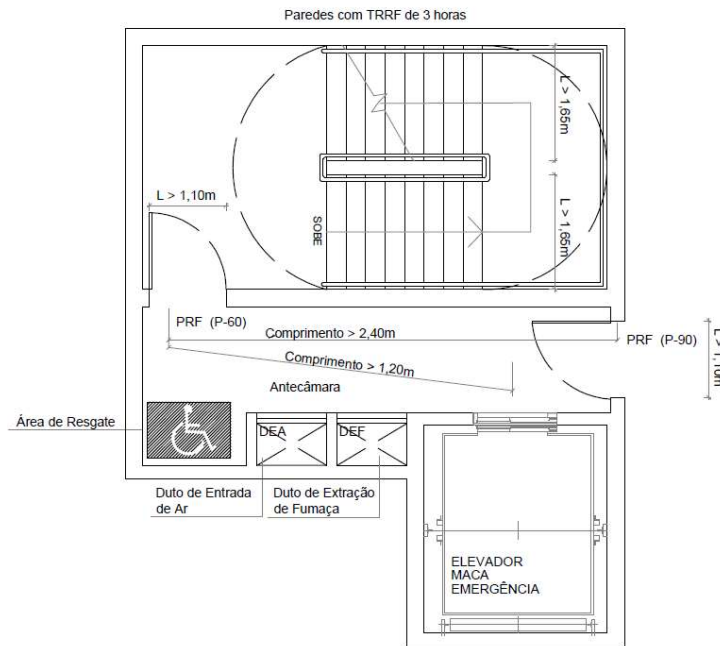 Paredes com TRRF de 3 horas
L > 1,65m
L > 1,10m
L > 1,65m
SOBE
PRF (P-60)
Comprimento > 2,40m
PRF (P-90)
L > 1,10m
Comprimento > 1,20m
Antecâmara
Área de Resgate
DEA
DEF
Duto de Entrada
de Ar
Duto de Extração
de Fumaça
ELEVADOR
MACA
EMERGÊNCIA